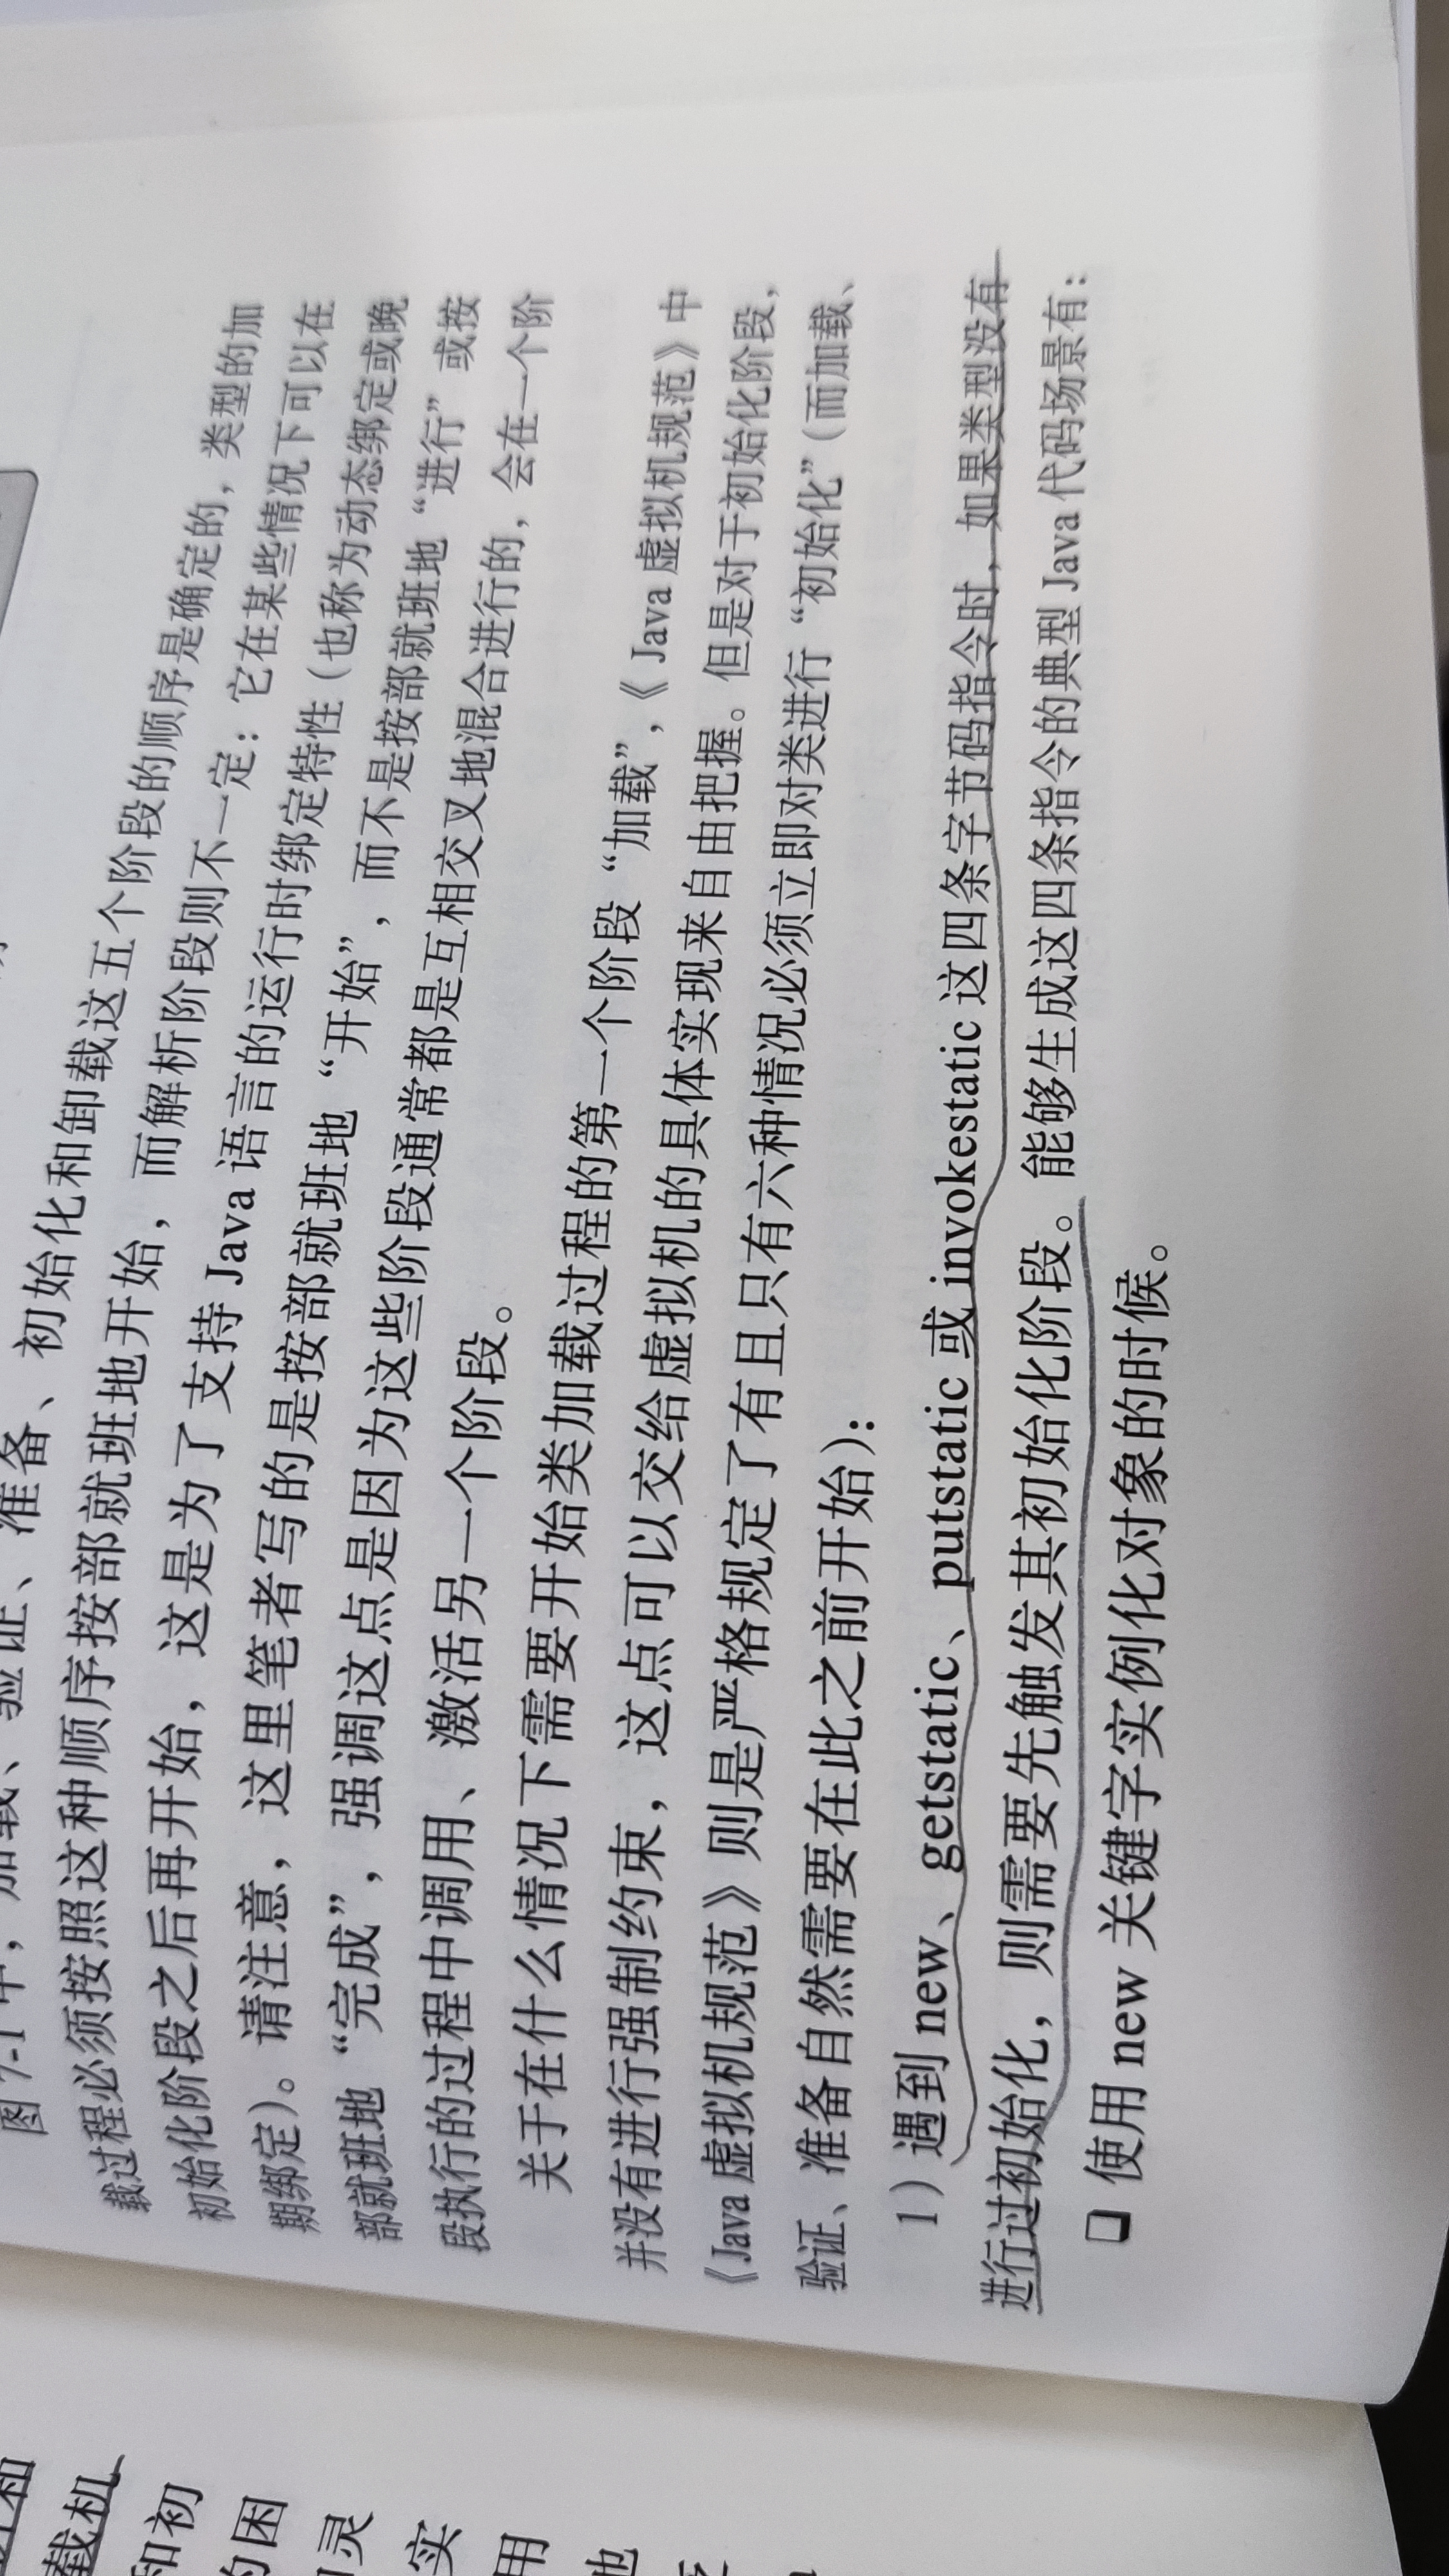 和
载机
和初
的困
灵
实
用
地
图 7-1 中，加载、验证、准备、初始化和卸载这五个阶段的顺序是确定的，类型的加
载过程必须按照这种顺序按部就班地开始，而解析阶段则不一定：它在某些情况下可以在
初始化阶段之后再开始，这是为了支持 Java 语言的运行时绑定特性（也称为动态绑定或晚
期绑定）。请注意，这里笔者写的是按部就班地“开始”，而不是按部就班地“进行”或按
部就班地“完成”，强调这点是因为这些阶段通常都是互相交叉地混合进行的，会在一个阶
段执行的过程中调用、激活另一个阶段。
关于在什么情况下需要开始类加载过程的第一个阶段“加载”，《Java 虚拟机规范》中
并没有进行强制约束，这点可以交给虚拟机的具体实现来自由把握。但是对于初始化阶段，
《Java 虚拟机规范》则是严格规定了有且只有六种情况必须立即对类进行“初始化”（而加载、
验证、准备自然需要在此之前开始）：
1）遇到 new、getstatic、putstatic 或 invokestatic 这四条字节码指令时，如果类型没有
进行过初始化，则需要先触发其初始化阶段。能够生成这四条指令的典型 Java 代码场景有：
❑ 使用 new 关键字实例化对象的时候。